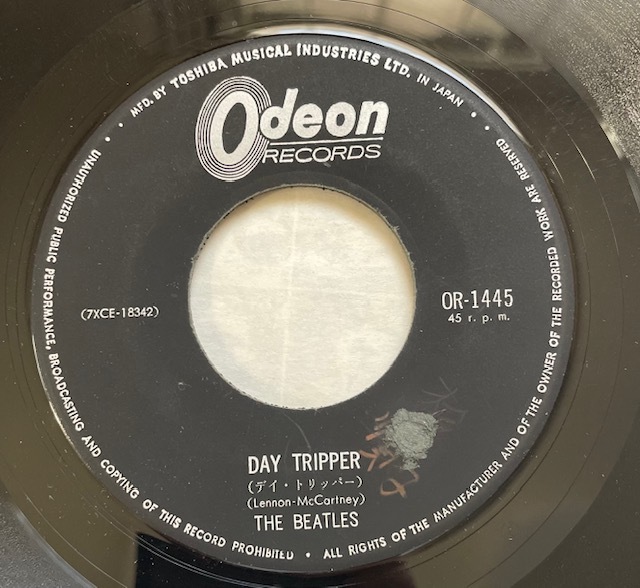 • MFD. BY TOSHIBA MUSICAL INDUSTRIES LTD. IN JAPAN •
Odeon
RECORDS
(7XCE-18342)
OR-1445
45 r. p. m.
DAY TRIPPER
(デイ・トリッパー)
(Lennon-McCartney)
THE BEATLES
• UNAUTHORIZED PUBLIC PERFORMANCE, BROADCASTING AND COPYING OF THIS RECORD PROHIBITED • ALL RIGHTS OF THE MANUFACTURER AND OF THE OWNER OF THE RECORDED WORK ARE RESERVED